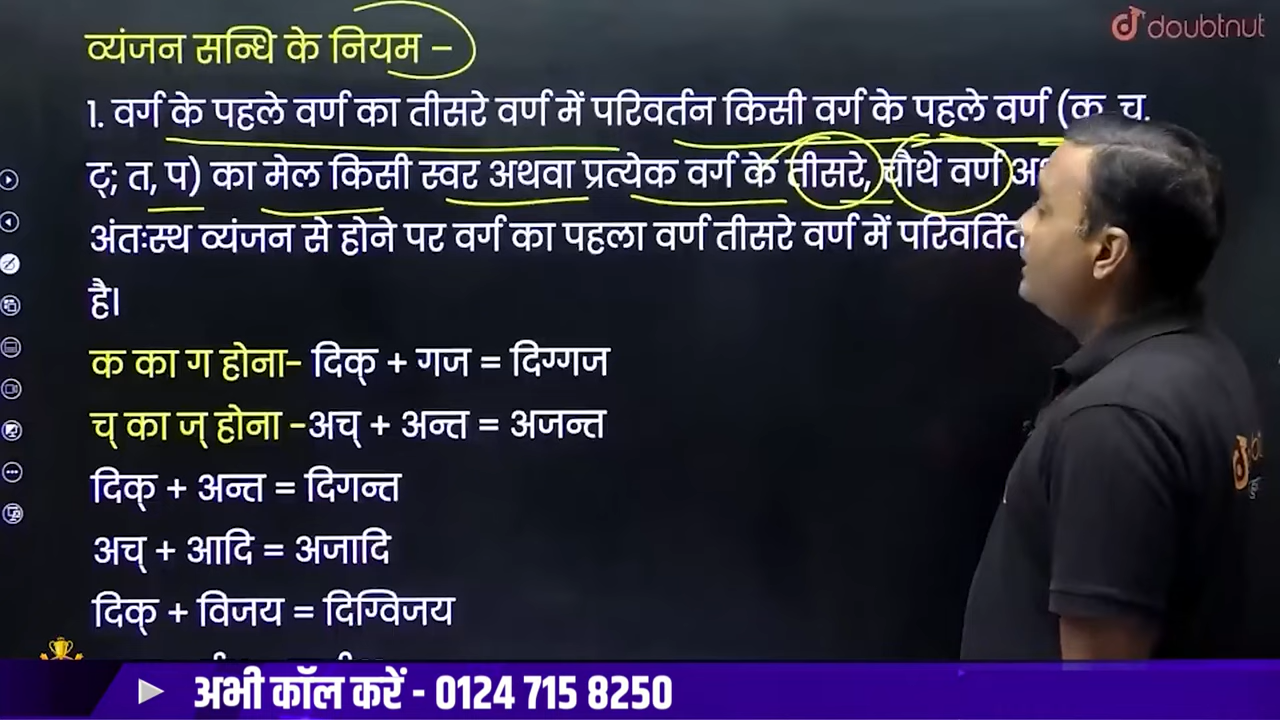 doubtnut
व्यंजन सन्धि के नियम –
1. वर्ग के पहले वर्ण का तीसरे वर्ण में परिवर्तन किसी वर्ग के पहले वर्ण (क, च,
ट्; त, प) का मेल किसी स्वर अथवा प्रत्येक वर्ग के तीसरे, चौथे वर्ण
अंतःस्थ व्यंजन से होने पर वर्ग का पहला वर्ण तीसरे वर्ण में
है।
क का ग होना- दिक् + गज = दिग्गज
च् का ज् होना -अच् + अन्त = अजन्त
दिक् + अन्त = दिगन्त
अच् + आदि = अजादि
दिक् + विजय = दिग्विजय
अभी कॉल करें - 0124 715 8250